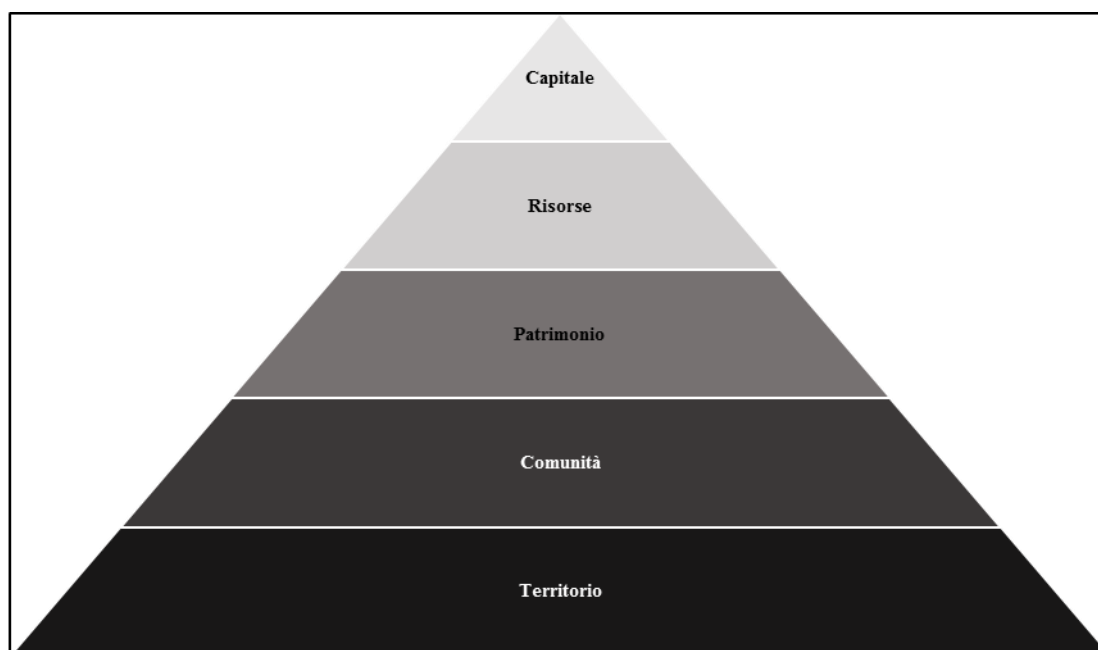 Capitale
Risorse
Patrimonio
Comunità
Territorio